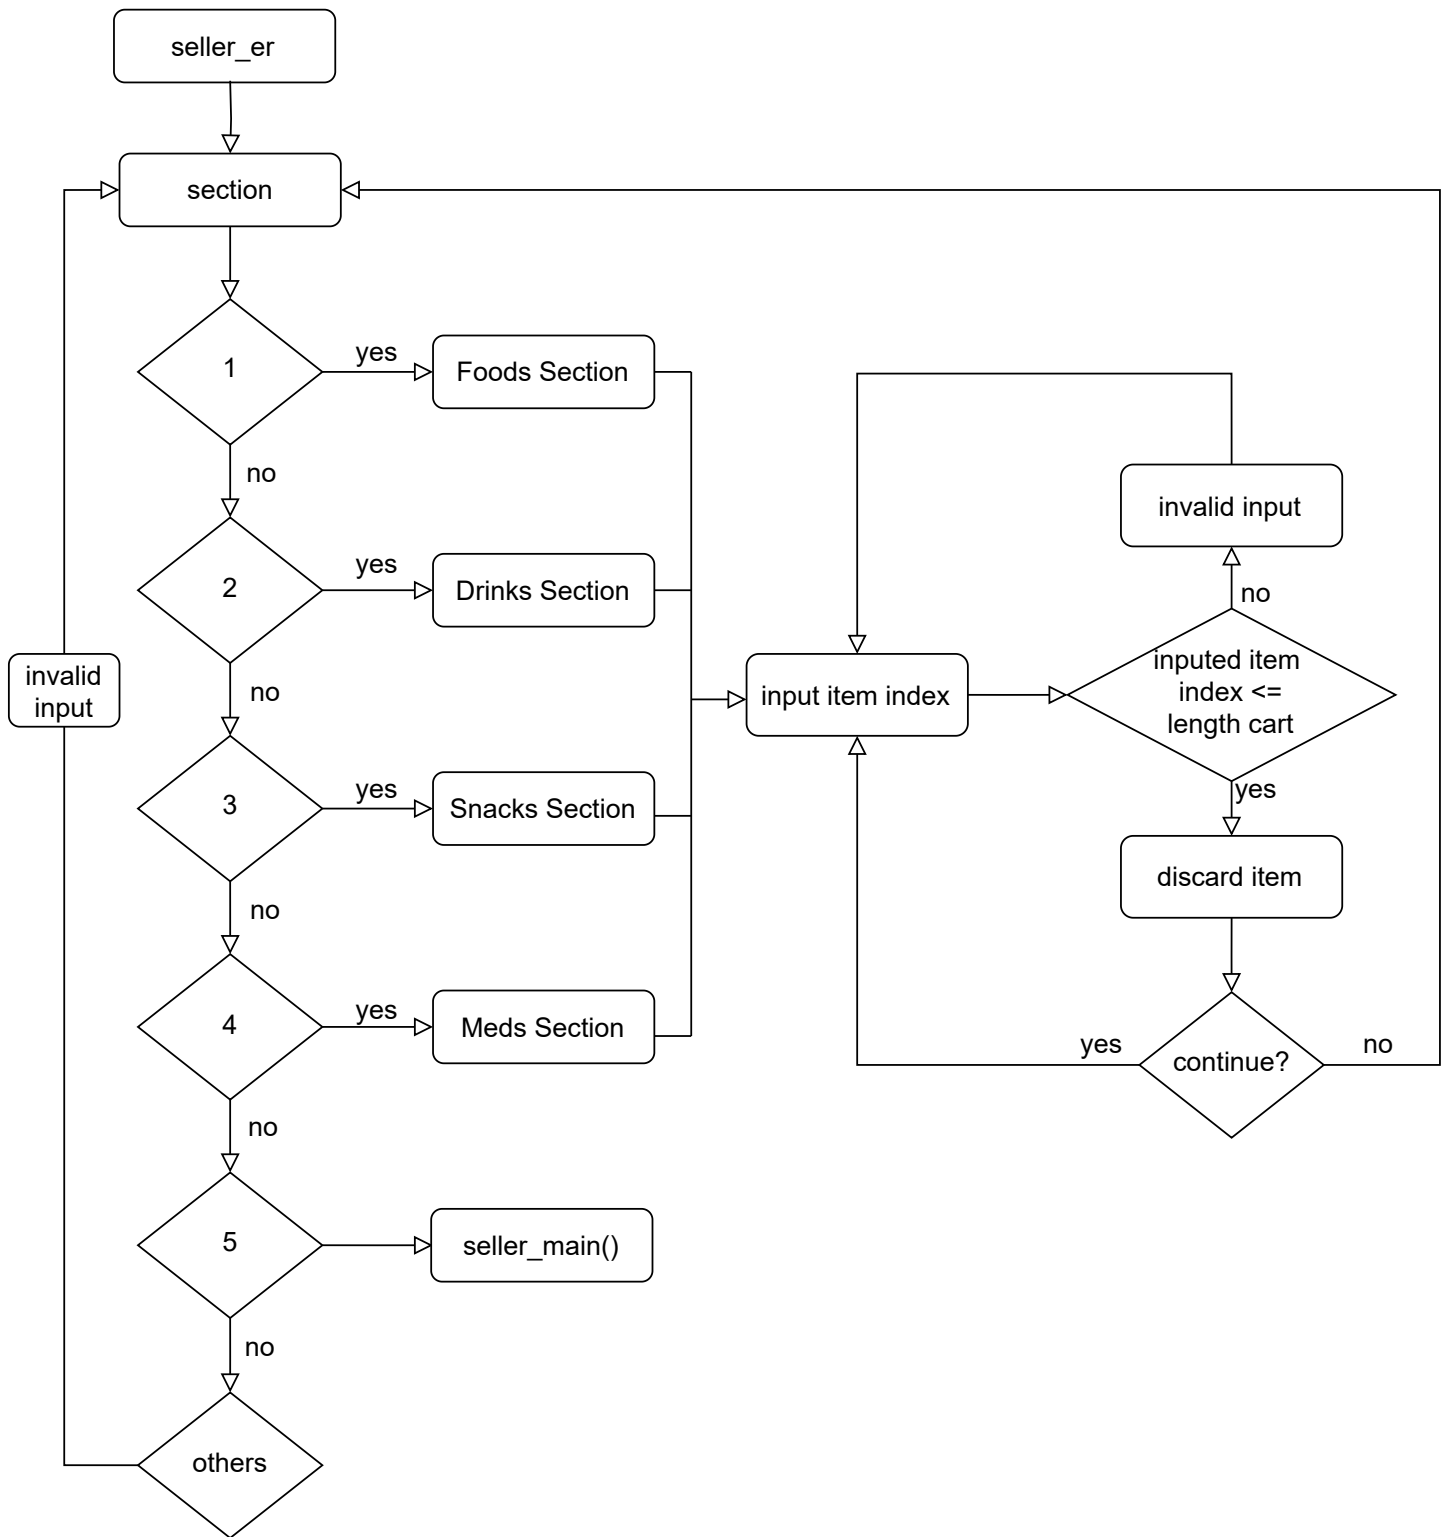 seller_er
section
1
yes
Foods Section
no
invalid input
2
yes
Drinks Section
no
inputed item
index <=
length cart
no
invalid
input
input item index
3
yes
Snacks Section
yes
discard item
no
4
yes
Meds Section
yes
continue?
no
no
5
seller_main()
no
others